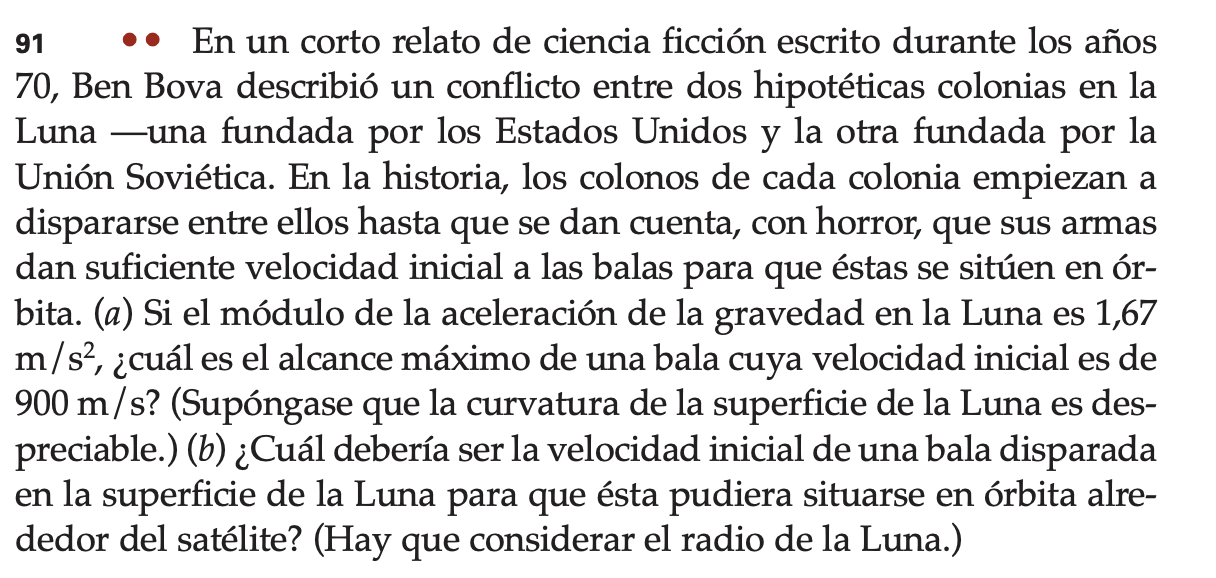 91 •• En un corto relato de ciencia ficción escrito durante los años
70, Ben Bova describió un conflicto entre dos hipotéticas colonias en la
Luna —una fundada por los Estados Unidos y la otra fundada por la
Unión Soviética. En la historia, los colonos de cada colonia empiezan a
dispararse entre ellos hasta que se dan cuenta, con horror, que sus armas
dan suficiente velocidad inicial a las balas para que éstas se sitúen en ór-
bita. (a) Si el módulo de la aceleración de la gravedad en la Luna es 1,67
m/s², ¿cuál es el alcance máximo de una bala cuya velocidad inicial es de
900 m/s? (Supóngase que la curvatura de la superficie de la Luna es des-
preciable.) (b) ¿Cuál debería ser la velocidad inicial de una bala disparada
en la superficie de la Luna para que ésta pudiera situarse en órbita alre-
dedor del satélite? (Hay que considerar el radio de la Luna.)